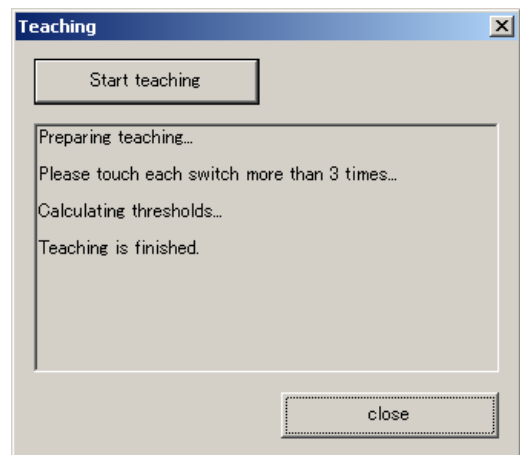 Teaching
Start teaching
Preparing teaching...
Please touch each switch more than 3 times...
Calculating thresholds...
Teaching is finished.
close